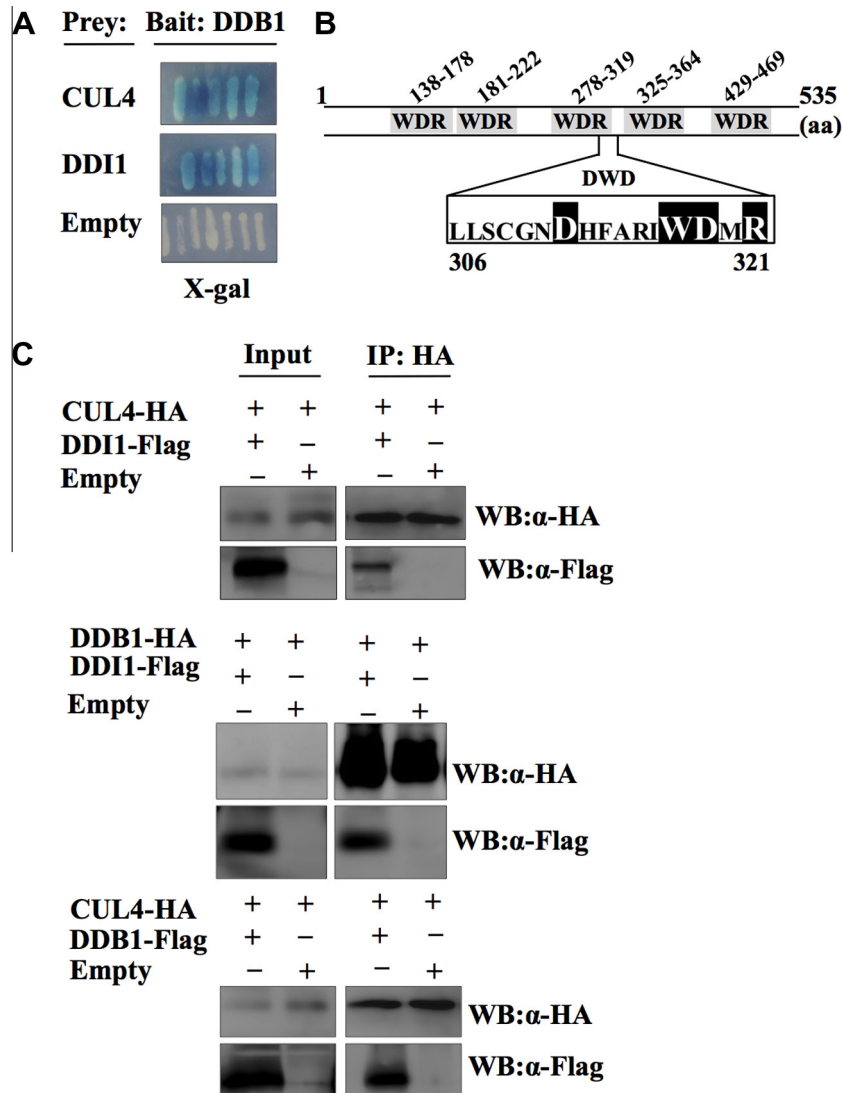 A
Prey: Bait: DDB1
CUL4
DDI1
Empty
X-gal
B
138-178 181-222 278-319 325-364 429-469
1 535
WDR WDR WDR WDR WDR (aa)
DWD
LLSCGNDHFARIWDMR
306 321
C
Input IP: HA
CUL4-HA + + + +
DDI1-Flag + – + –
Empty – + – +
WB:α-HA
WB:α-Flag
DDB1-HA + + + +
DDI1-Flag + – + –
Empty – + – +
WB:α-HA
WB:α-Flag
CUL4-HA + + + +
DDB1-Flag + – + –
Empty – + – +
WB:α-HA
WB:α-Flag